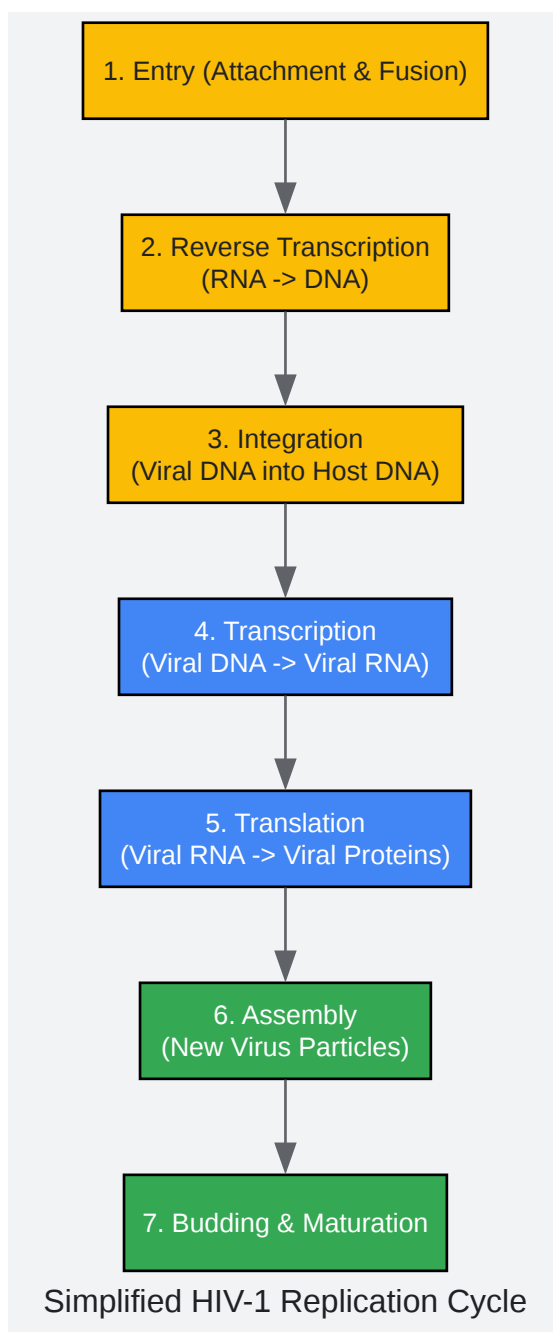 1. Entry (Attachment & Fusion)
2. Reverse Transcription
(RNA -> DNA)
3. Integration
(Viral DNA into Host DNA)
4. Transcription
(Viral DNA -> Viral RNA)
5. Translation
(Viral RNA -> Viral Proteins)
6. Assembly
(New Virus Particles)
7. Budding & Maturation
Simplified HIV-1 Replication Cycle